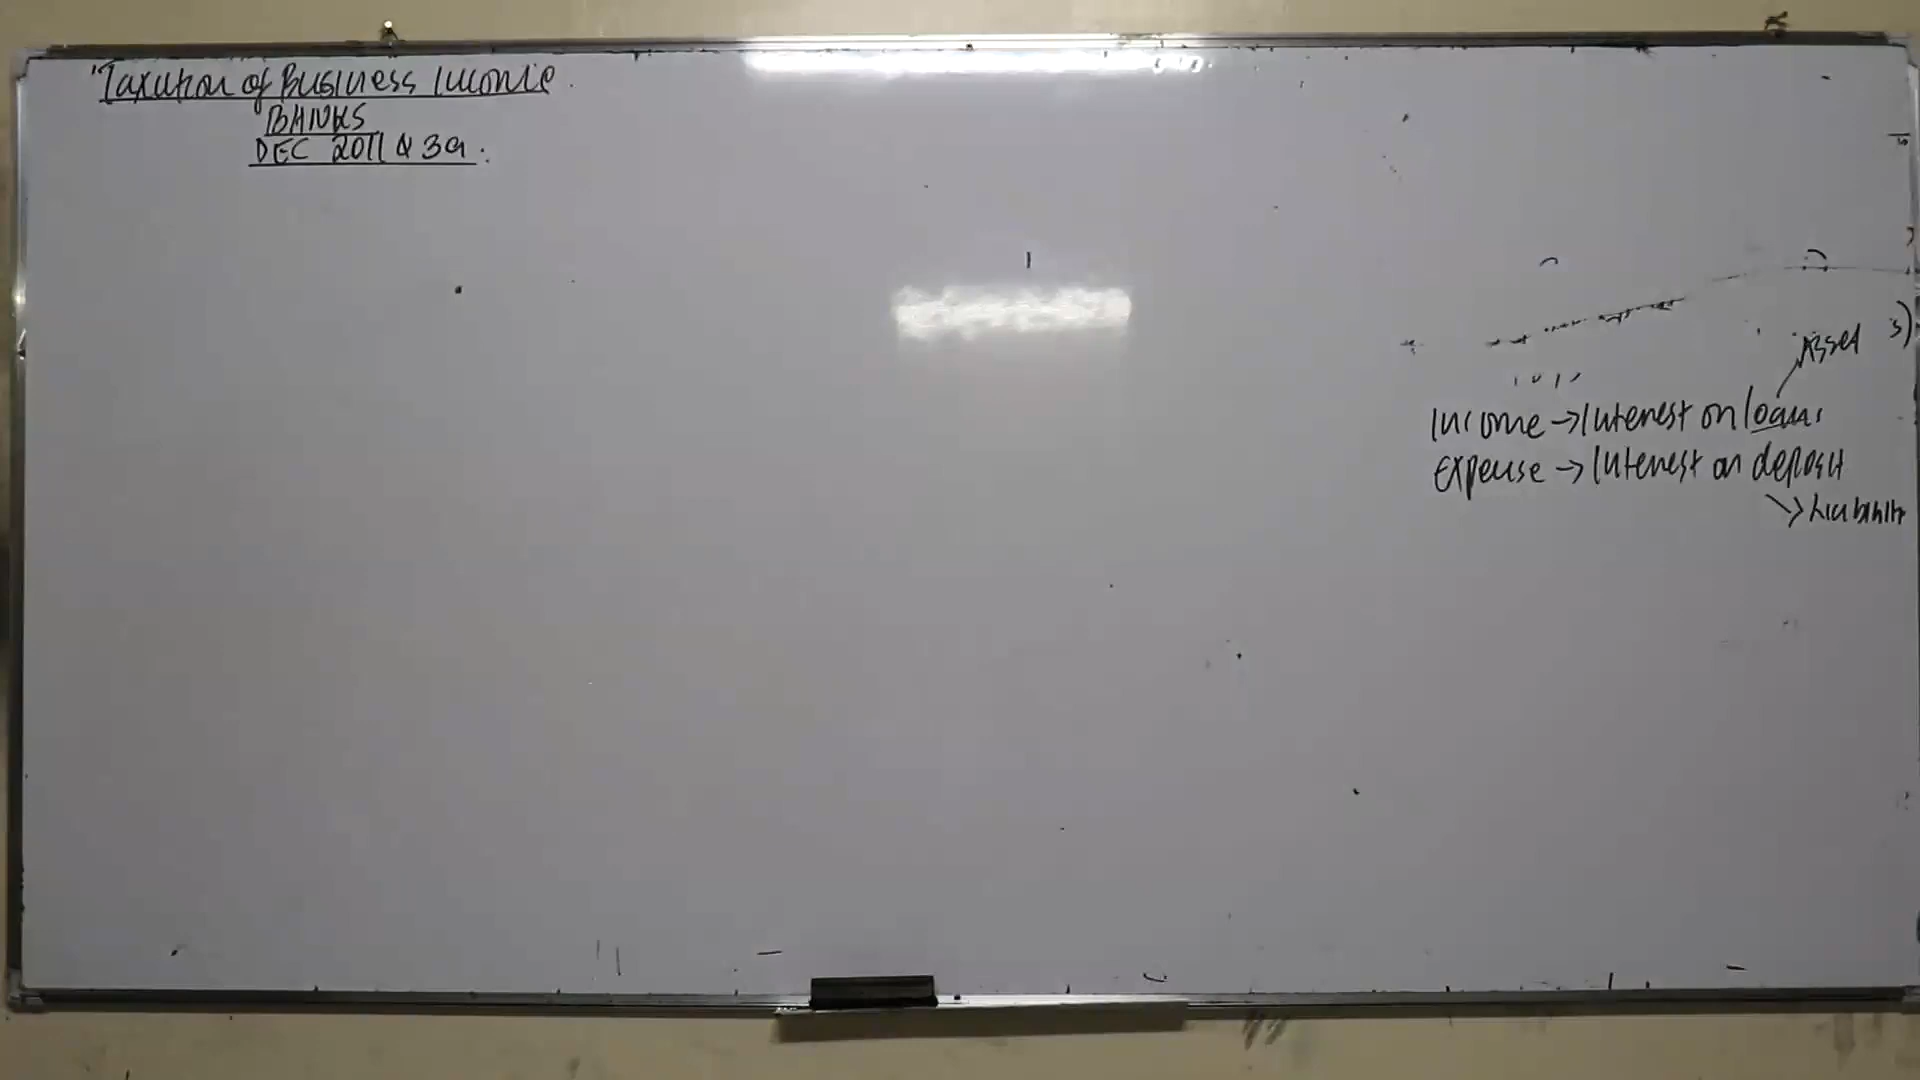 Taxation of Business Income.
BANKS
DEC 2011 Q 3a.
Asset
Income → Interest on loans
Expense → Interest on deposit
→ Liability